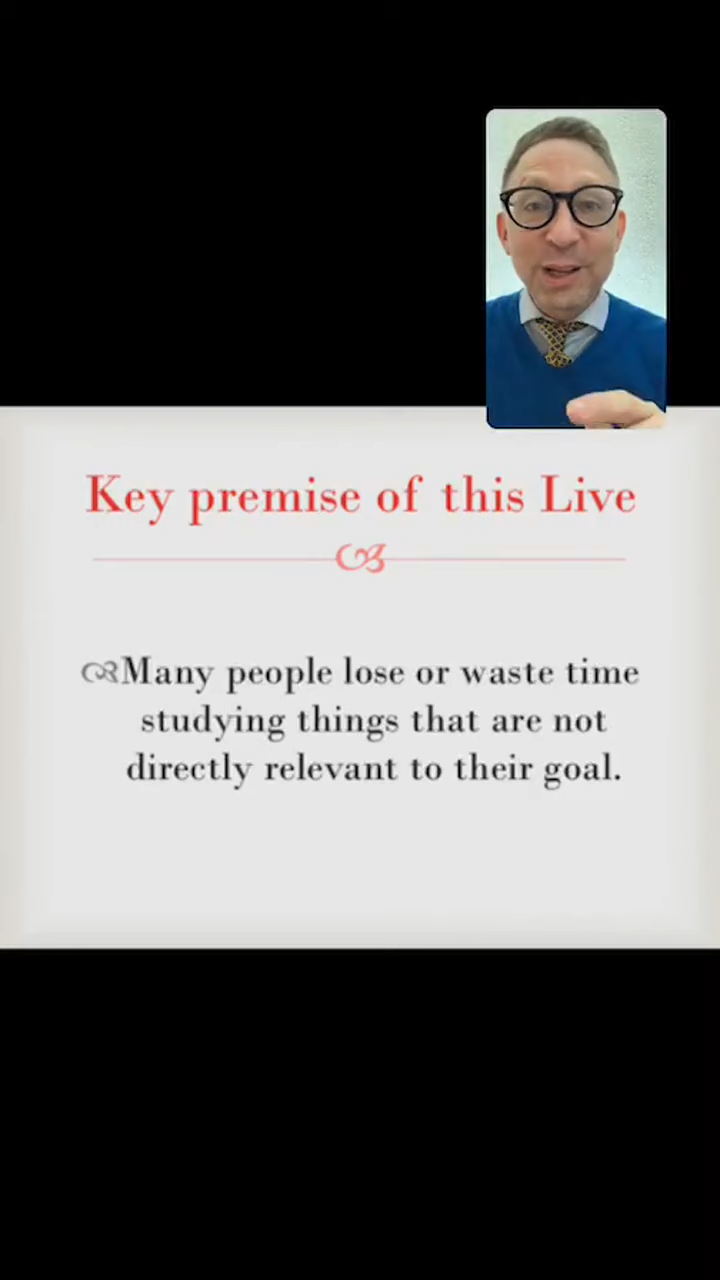 Key premise of this Live
Many people lose or waste time
studying things that are not
directly relevant to their goal.